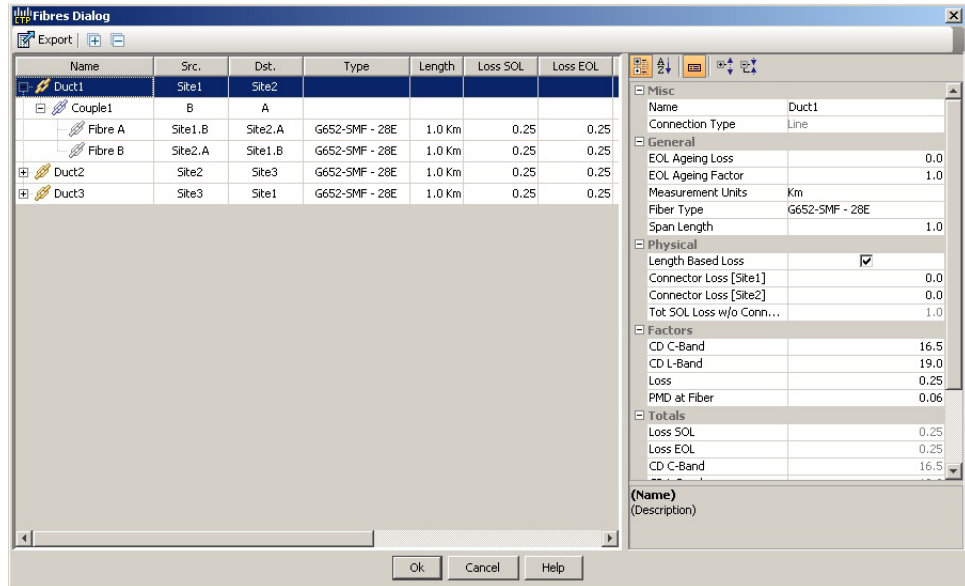 CTP Fibres Dialog
Export
Name Src. Dst. Type Length Loss SOL Loss EOL
Duct1 Site1 Site2
Couple1 B A
Fibre A Site1.B Site2.A G652-SMF - 28E 1.0 Km 0.25 0.25
Fibre B Site2.A Site1.B G652-SMF - 28E 1.0 Km 0.25 0.25
Duct2 Site2 Site3 G652-SMF - 28E 1.0 Km 0.25 0.25
Duct3 Site3 Site1 G652-SMF - 28E 1.0 Km 0.25 0.25
Misc
Name Duct1
Connection Type Line
General
EOL Ageing Loss 0.0
EOL Ageing Factor 1.0
Measurement Units Km
Fiber Type G652-SMF - 28E
Span Length 1.0
Physical
Length Based Loss
Connector Loss [Site1] 0.0
Connector Loss [Site2] 0.0
Tot SOL Loss w/o Conn... 1.0
Factors
CD C-Band 16.5
CD L-Band 19.0
Loss 0.25
PMD at Fiber 0.06
Totals
Loss SOL 0.25
Loss EOL 0.25
CD C-Band 16.5
(Name)
(Description)
Ok Cancel Help